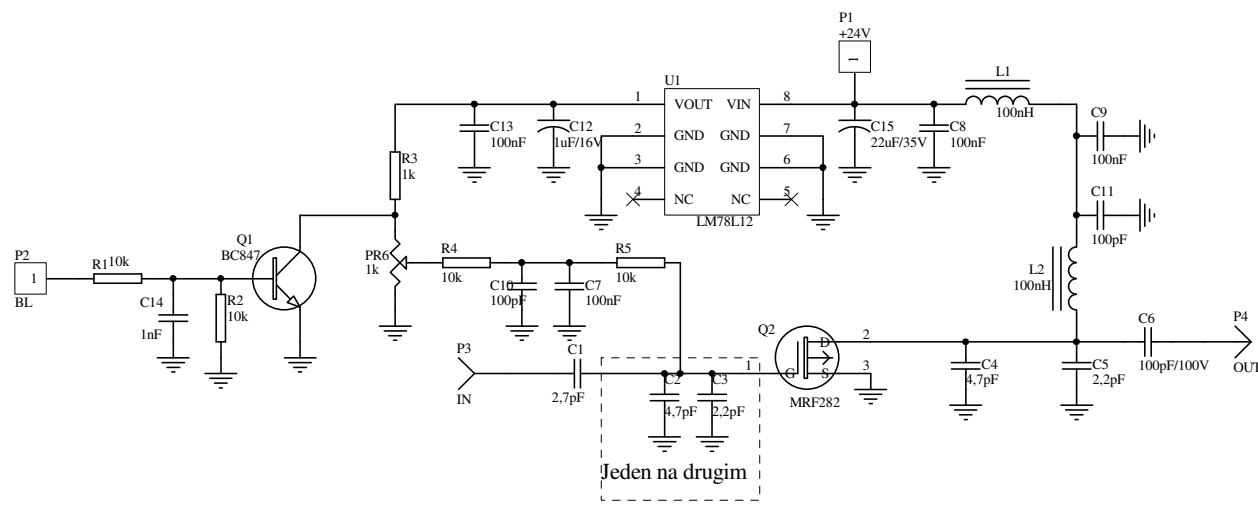 P1
+24V
1
U1
1
VOUT
VIN
8
2
GND
GND
7
3
GND
GND
6
4
NC
NC
5
LM78L12
L1
100nH
C13
100nF
C12
1uF/16V
C15
22uF/35V
C8
100nF
C9
100nF
C11
100pF
L2
100nH
R3
1k
P2
1
BL
R1
10k
C14
1nF
R2
10k
Q1
BC847
PR6
1k
R4
10k
C10
100pF
C7
100nF
R5
10k
P3
IN
C1
2,7pF
C2
4,7pF
C3
2,2pF
1
Q2
G
D
S
2
3
MRF282
C4
4,7pF
C5
2,2pF
C6
100pF/100V
P4
OUT
Jeden na drugim